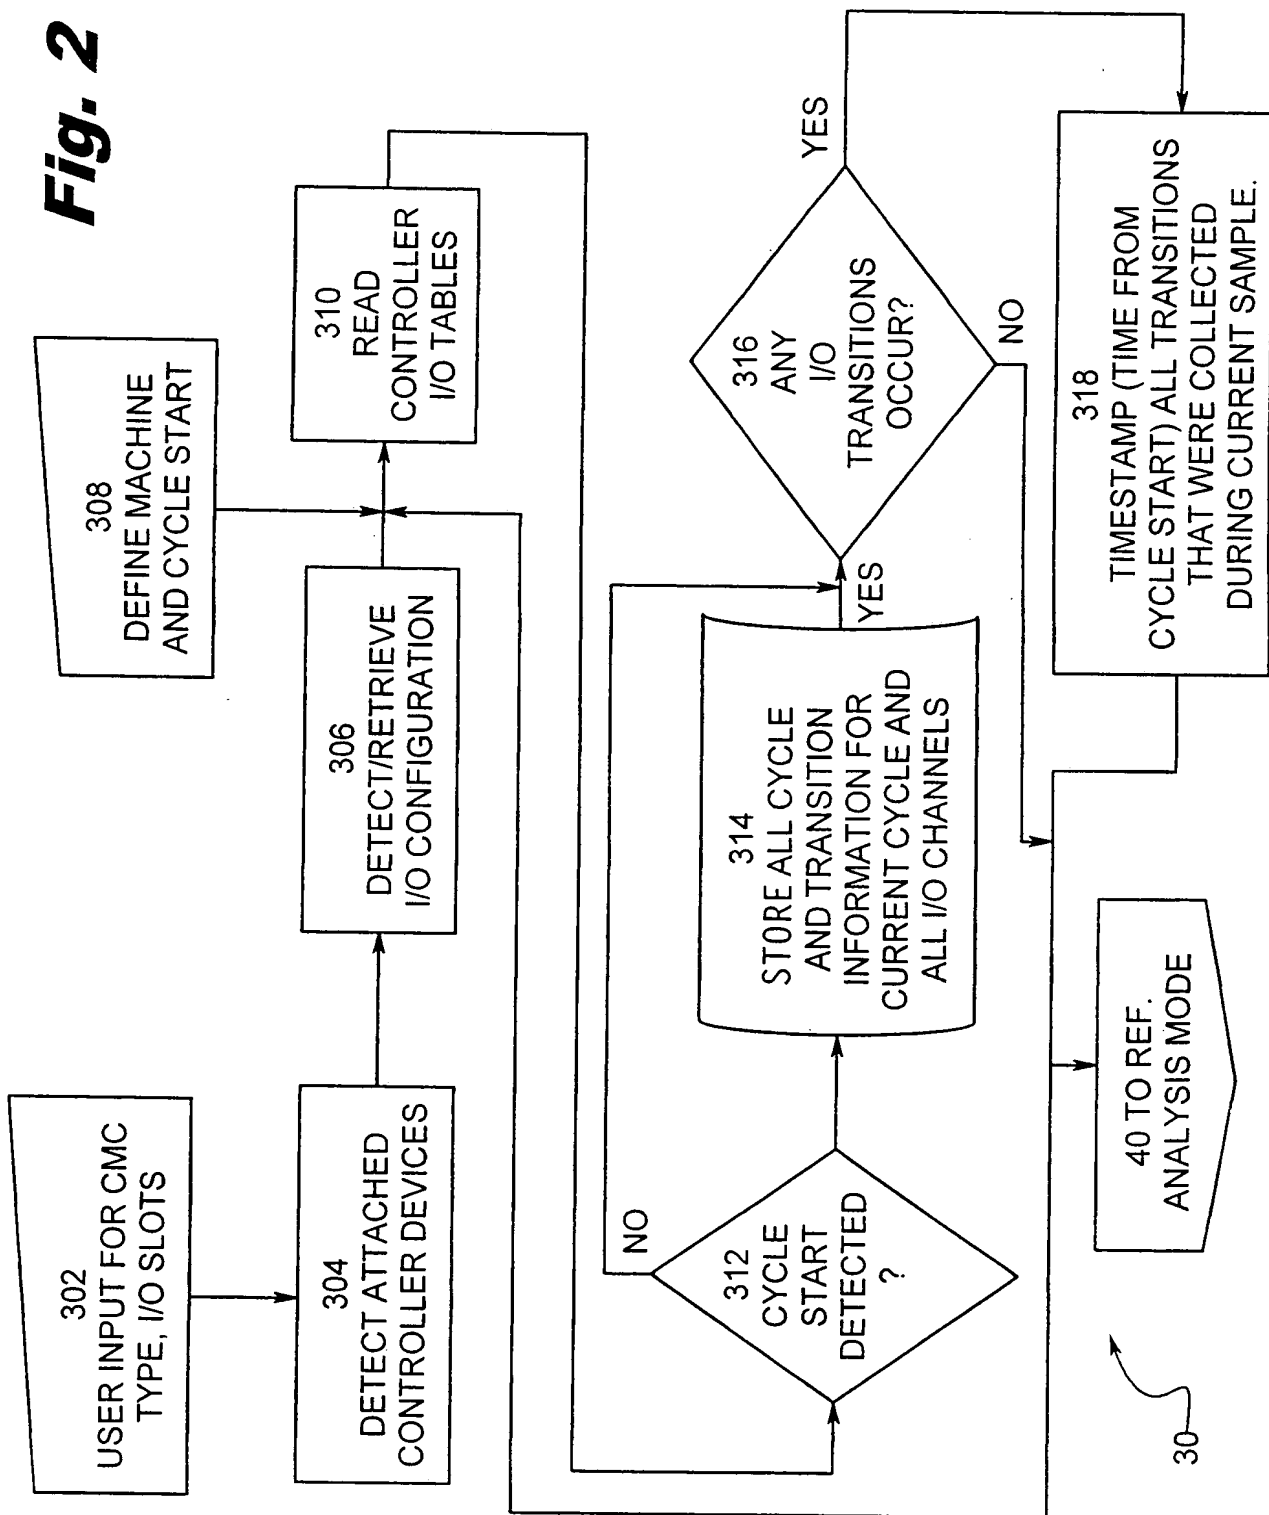 Fig. 2
302
USER INPUT FOR CMC
TYPE, I/O SLOTS
304
DETECT ATTACHED
CONTROLLER DEVICES
306
DETECT/RETRIEVE
I/O CONFIGURATION
308
DEFINE MACHINE
AND CYCLE START
310
READ
CONTROLLER
I/O TABLES
312
CYCLE
START
DETECTED
?
NO
314
STORE ALL CYCLE
AND TRANSITION
INFORMATION FOR
CURRENT CYCLE AND
ALL I/O CHANNELS
YES
316
ANY
I/O
TRANSITIONS
OCCUR?
YES
NO
318
TIMESTAMP (TIME FROM
CYCLE START) ALL TRANSITIONS
THAT WERE COLLECTED
DURING CURRENT SAMPLE.
40 TO REF.
ANALYSIS MODE
30